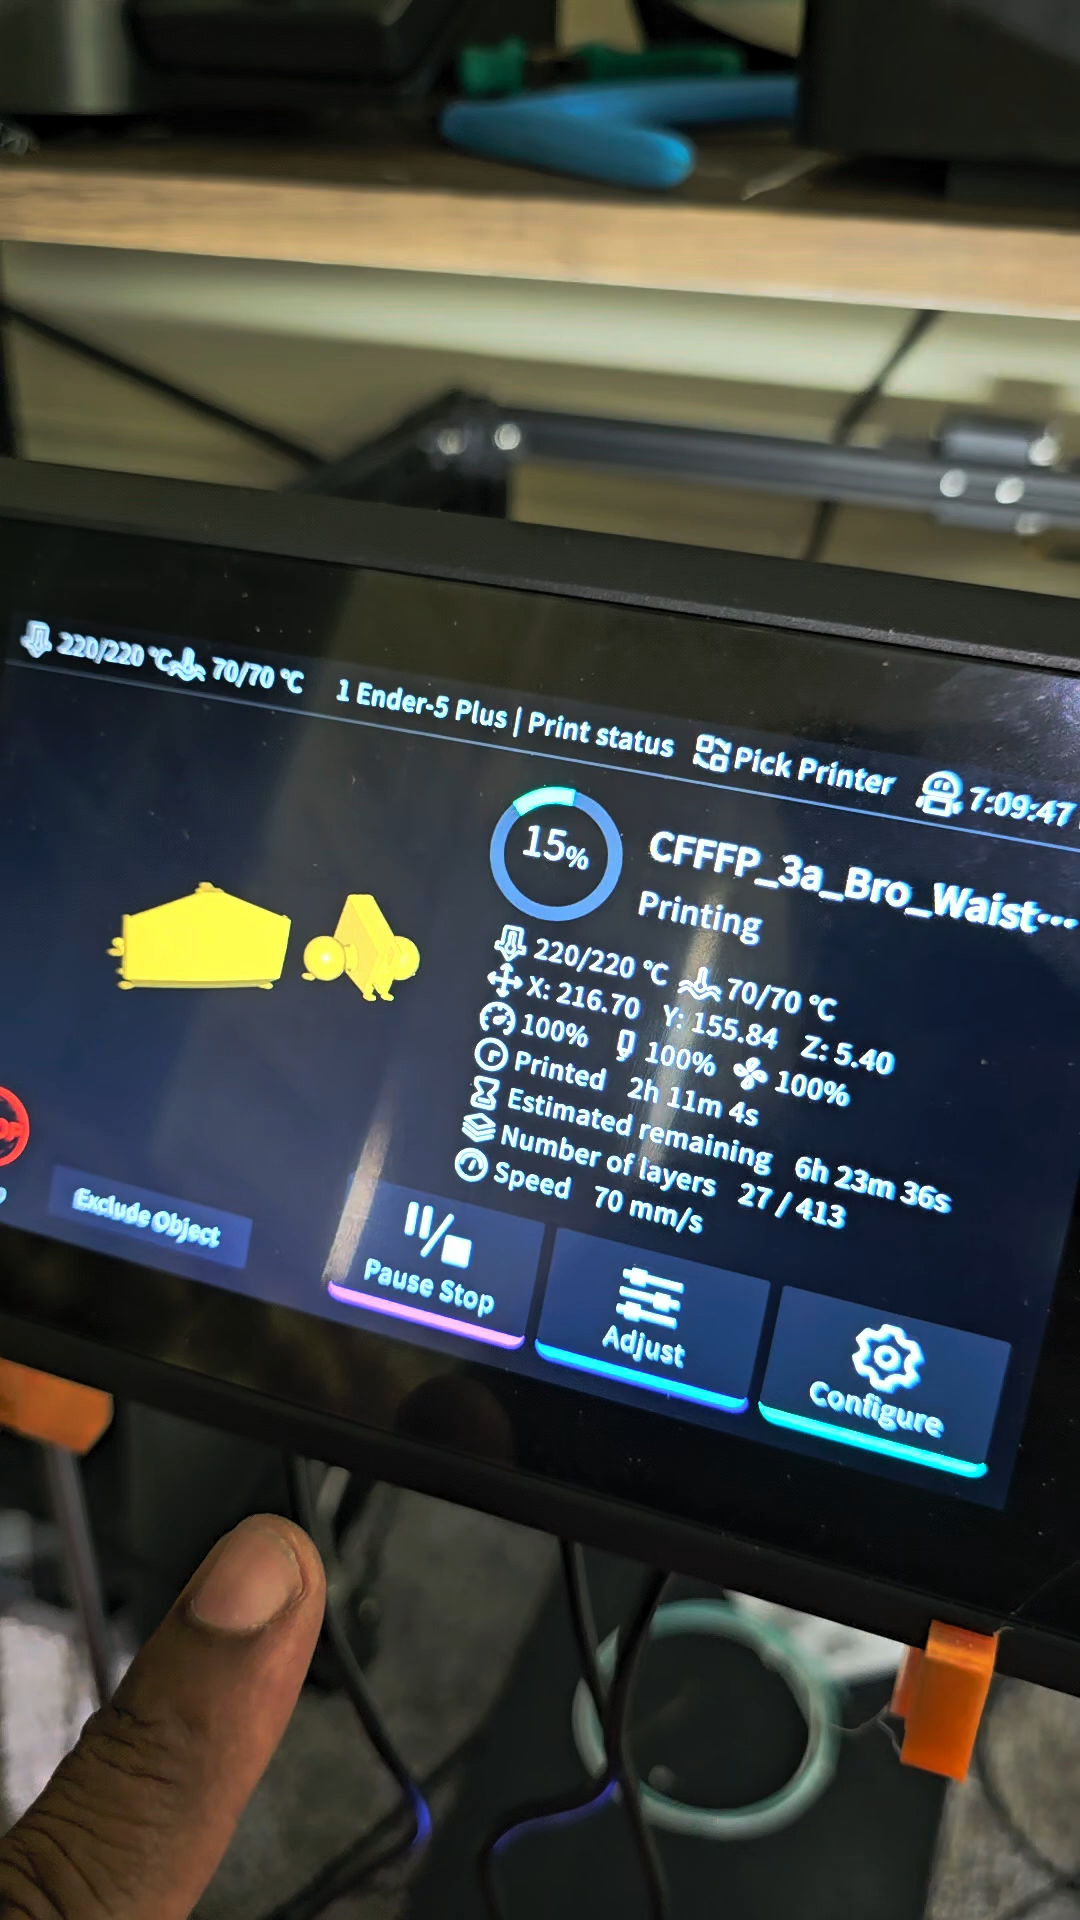 220/220 ℃ 70/70 ℃ 1 Ender-5 Plus | Print status Pick Printer 7:09:47
15%
CFFFP_3a_Bro_Waist...
Printing
220/220 ℃ 70/70 ℃
X: 216.70 Y: 155.84 Z: 5.40
100% 100% 100%
Printed 2h 11m 4s
Estimated remaining 6h 23m 36s
Number of layers 27 / 413
Speed 70 mm/s
Exclude Object
Pause Stop
Adjust
Configure